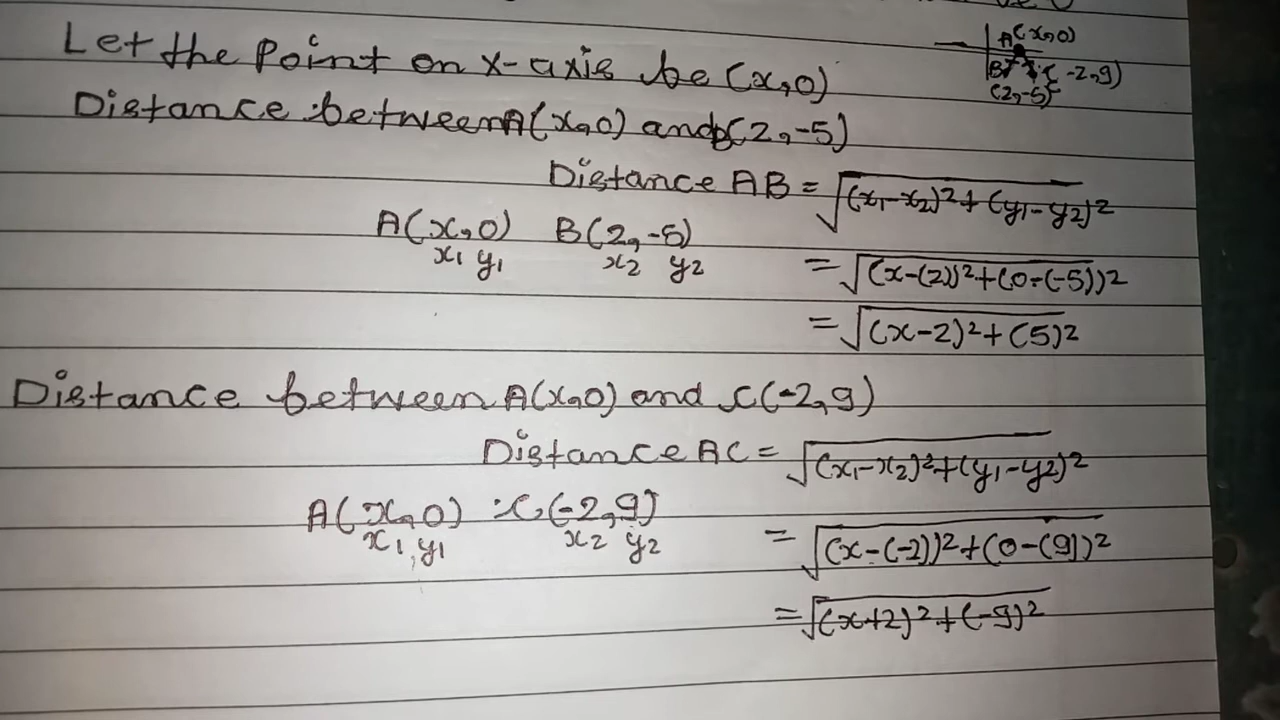 A(x,0)
Let the Point on x-axis be (x,0)
B C(-2,9)
(2,-5)
Distance between A(x,0) and B(2,-5)
Distance AB = √(x₁-x₂)²+(y₁-y₂)²
A(x,0) B(2,-5)
x₁ y₁ x₂ y₂
= √(x-(2))²+(0-(-5))²
= √(x-2)²+(5)²
Distance between A(x,0) and C(-2,9)
Distance AC = √(x₁-x₂)²+(y₁-y₂)²
A(x,0) C(-2,9)
x₁,y₁ x₂ y₂
= √(x-(-2))²+(0-(9))²
= √(x+2)²+(-9)²